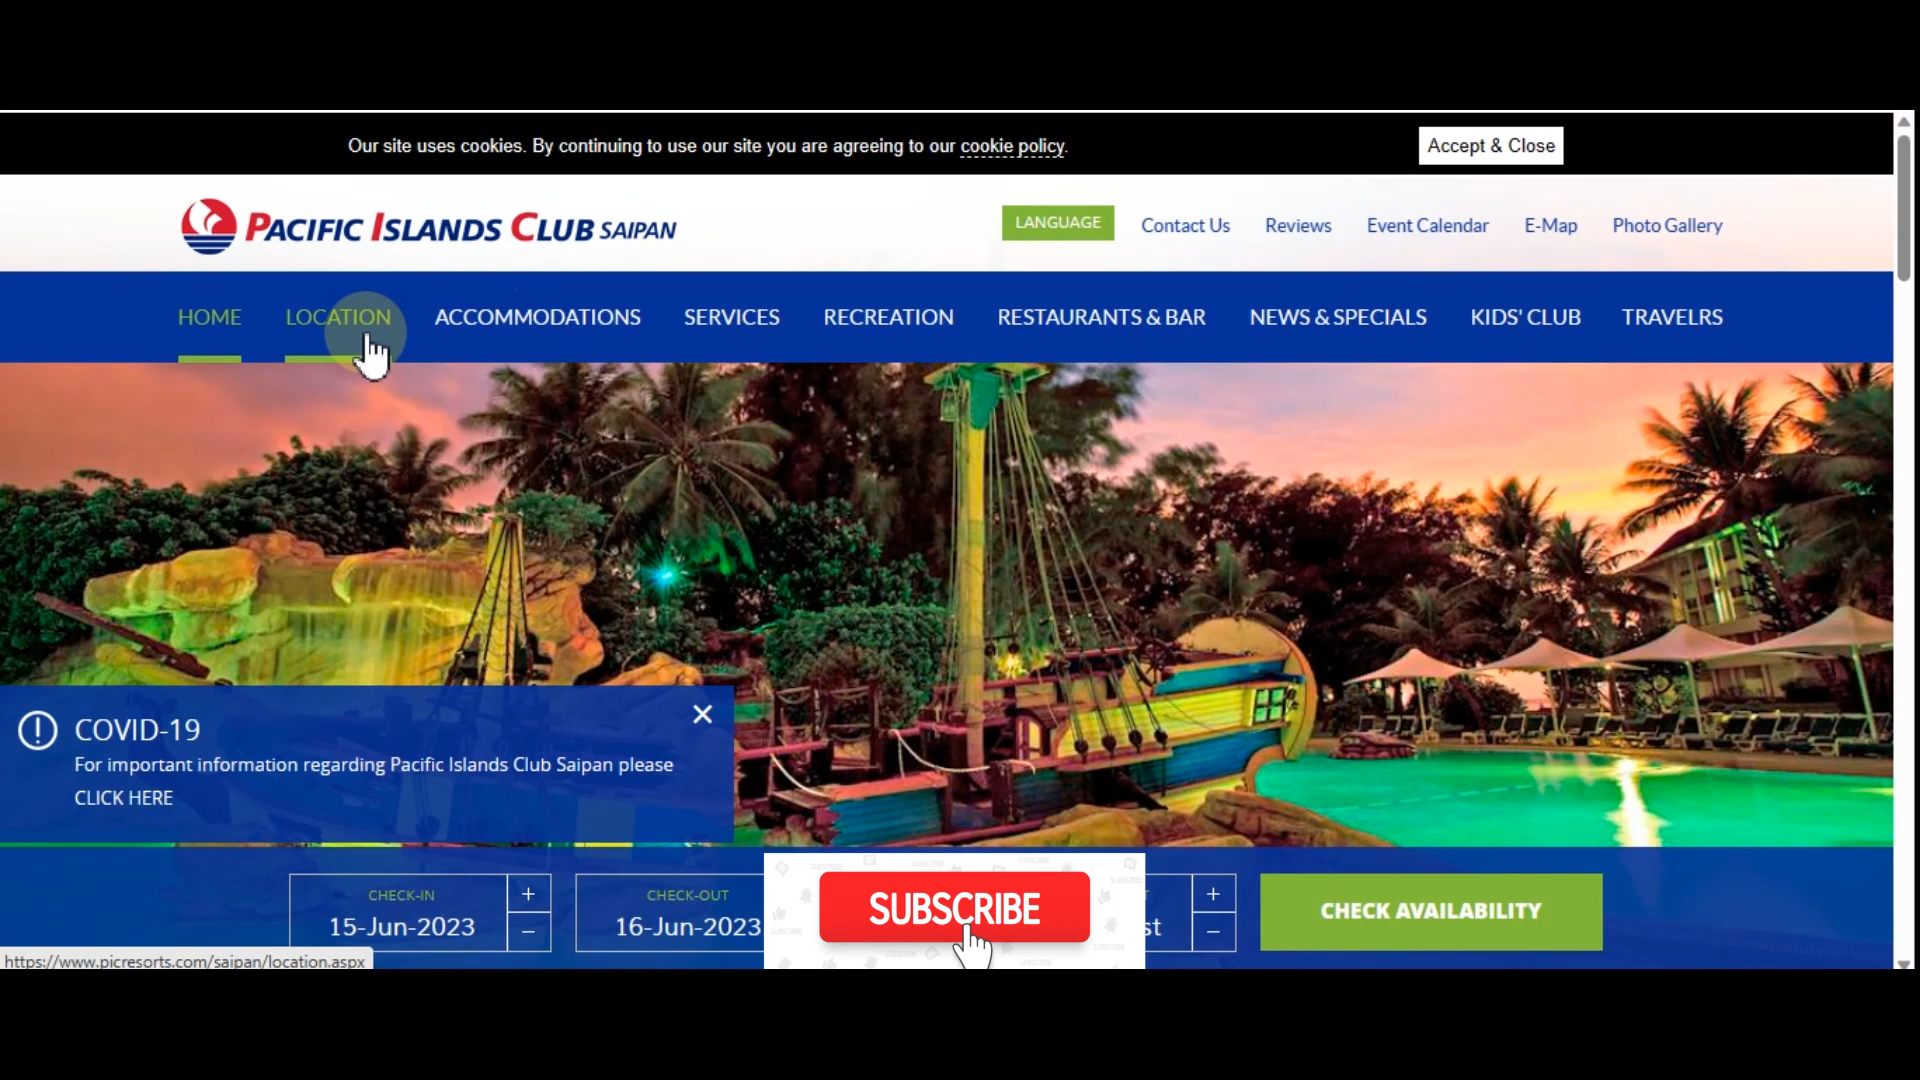 Our site uses cookies. By continuing to use our site you are agreeing to our cookie policy.
Accept & Close
PACIFIC ISLANDS CLUB SAIPAN
LANGUAGE Contact Us Reviews Event Calendar E-Map Photo Gallery
HOME LOCATION ACCOMMODATIONS SERVICES RECREATION RESTAURANTS & BAR NEWS & SPECIALS KIDS' CLUB TRAVELRS
COVID-19
For important information regarding Pacific Islands Club Saipan please
CLICK HERE
CHECK-IN
15-Jun-2023
+
−
CHECK-OUT
16-Jun-2023
SUBSCRIBE
st
+
−
CHECK AVAILABILITY
https://www.picresorts.com/saipan/location.aspx